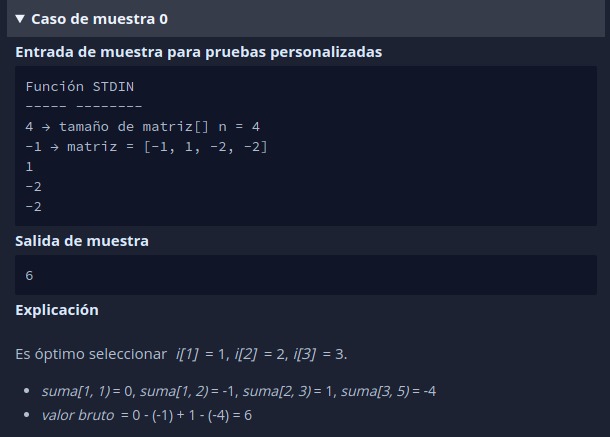 ▼ Caso de muestra 0
Entrada de muestra para pruebas personalizadas
Función STDIN
----- --------
4 → tamaño de matriz[] n = 4
-1 → matriz = [-1, 1, -2, -2]
1
-2
-2
Salida de muestra
6
Explicación
Es óptimo seleccionar i[1] = 1, i[2] = 2, i[3] = 3.
• suma[1, 1) = 0, suma[1, 2) = -1, suma[2, 3) = 1, suma[3, 5) = -4
• valor bruto = 0 - (-1) + 1 - (-4) = 6